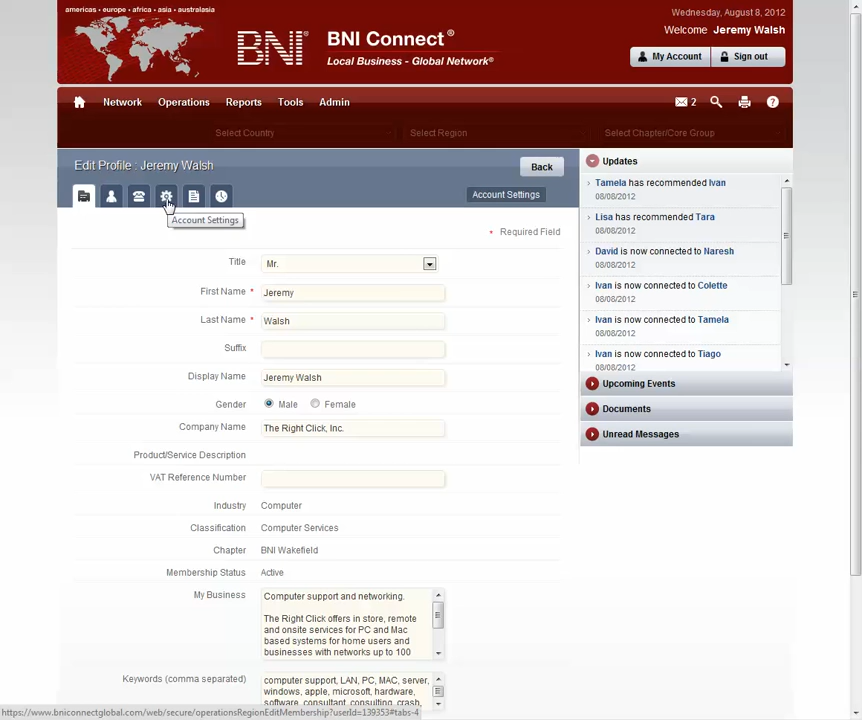 americas • europe • africa • asia • australasia
Wednesday, August 8, 2012
Welcome Jeremy Walsh
BNI®
BNI Connect®
Local Business - Global Network®
My Account
Sign out
Network
Operations
Reports
Tools
Admin
2
Select Country
Select Region
Select Chapter/Core Group
Edit Profile : Jeremy Walsh
Back
Account Settings
Account Settings
* Required Field
Title
Mr.
First Name *
Jeremy
Last Name *
Walsh
Suffix
Display Name
Jeremy Walsh
Gender
Male
Female
Company Name
The Right Click, Inc.
Product/Service Description
VAT Reference Number
Industry
Computer
Classification
Computer Services
Chapter
BNI Wakefield
Membership Status
Active
My Business
Computer support and networking.
The Right Click offers in store, remote
and onsite services for PC and Mac
based systems for home users and
businesses with networks up to 100
Keywords (comma separated)
computer support, LAN, PC, MAC, server,
windows, apple, microsoft, hardware,
software, consultant, consulting, crash,
Updates
Tamela has recommended Ivan
08/08/2012
Lisa has recommended Tara
08/08/2012
David is now connected to Naresh
08/08/2012
Ivan is now connected to Colette
08/08/2012
Ivan is now connected to Tamela
08/08/2012
Ivan is now connected to Tiago
08/08/2012
Upcoming Events
Documents
Unread Messages
https://www.bniconnectglobal.com/web/secure/operationsRegionEditMembership?userId=139353#tabs-4